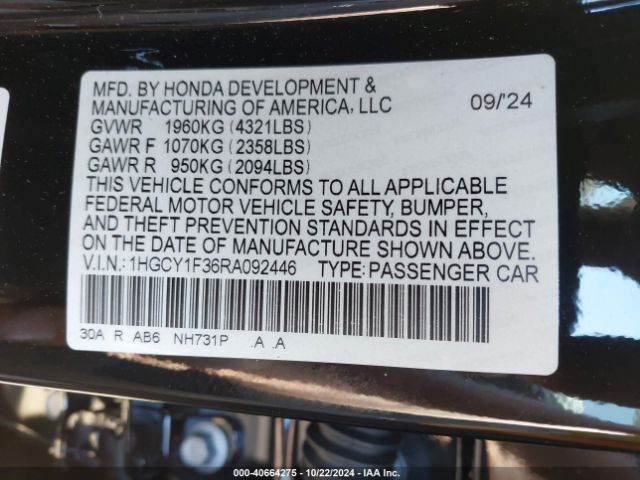 MFD. BY HONDA DEVELOPMENT &
MANUFACTURING OF AMERICA, LLC 09/'24
GVWR 1960KG (4321LBS)
GAWR F 1070KG (2358LBS)
GAWR R 950KG (2094LBS)
THIS VEHICLE CONFORMS TO ALL APPLICABLE
FEDERAL MOTOR VEHICLE SAFETY, BUMPER,
AND THEFT PREVENTION STANDARDS IN EFFECT
ON THE DATE OF MANUFACTURE SHOWN ABOVE.
V.I.N.: 1HGCY1F36RA092446 TYPE: PASSENGER CAR
30A R AB6 NH731P .A .A
000-40664275 - 10/22/2024 - IAA Inc.